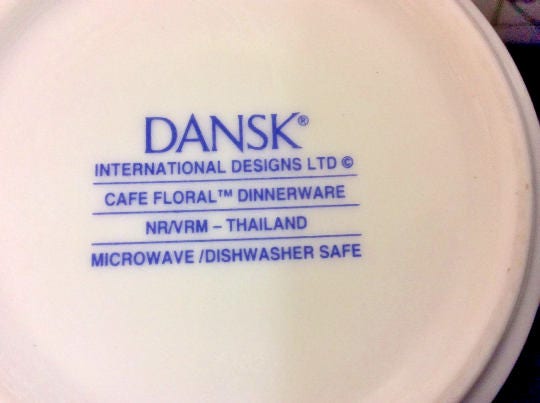 DANSK®
INTERNATIONAL DESIGNS LTD ©
CAFE FLORAL™ DINNERWARE
NR/VRM – THAILAND
MICROWAVE /DISHWASHER SAFE